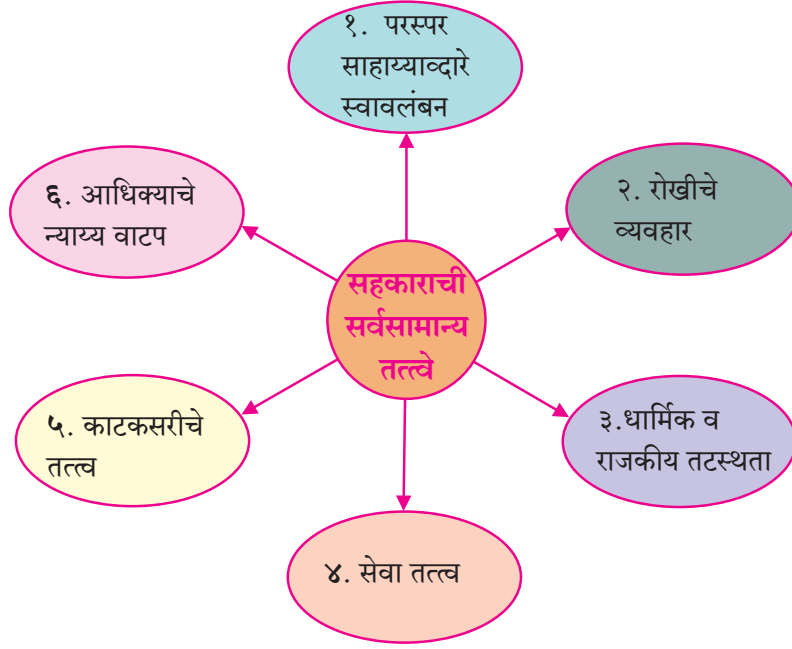 १. परस्पर
साहाय्याव्दारे
स्वावलंबन
२. रोखीचे
व्यवहार
३.धार्मिक व
राजकीय तटस्थता
४. सेवा तत्त्व
५. काटकसरीचे
तत्त्व
६. आधिक्याचे
न्याय्य वाटप
सहकाराची
सर्वसामान्य
तत्त्वे